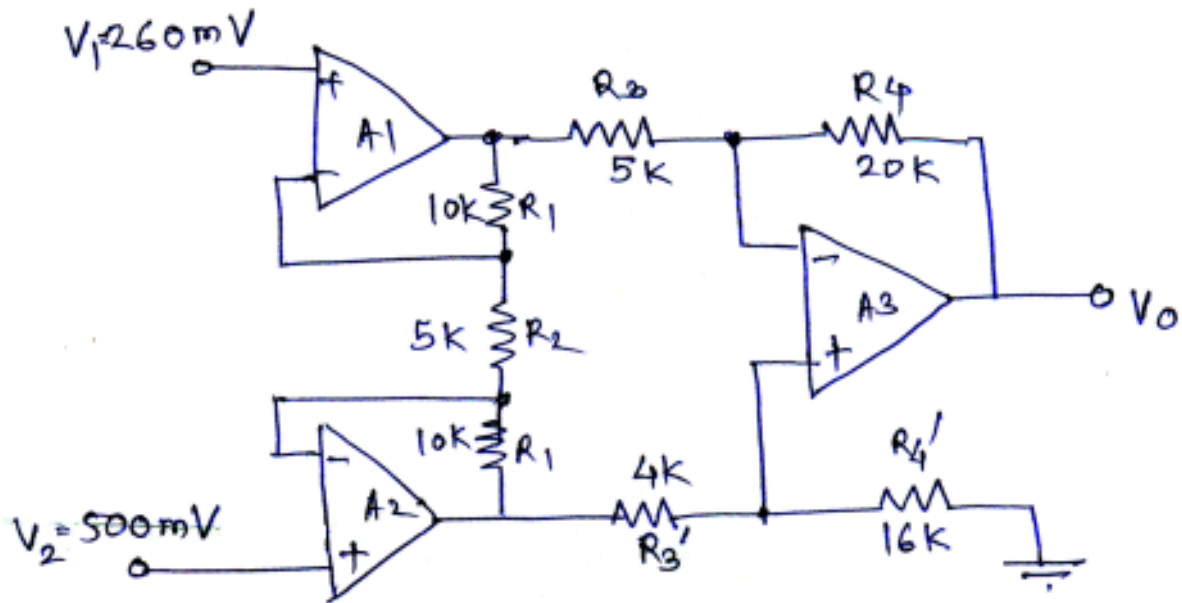 V₁=260mV
+
A1
-
R3
5K
R4
20K
10K R₁
5K R₂
-
A3
+
V₀
10K R₁
-
A2
+
V₂=500mV
4K
R₃'
R₄'
16K